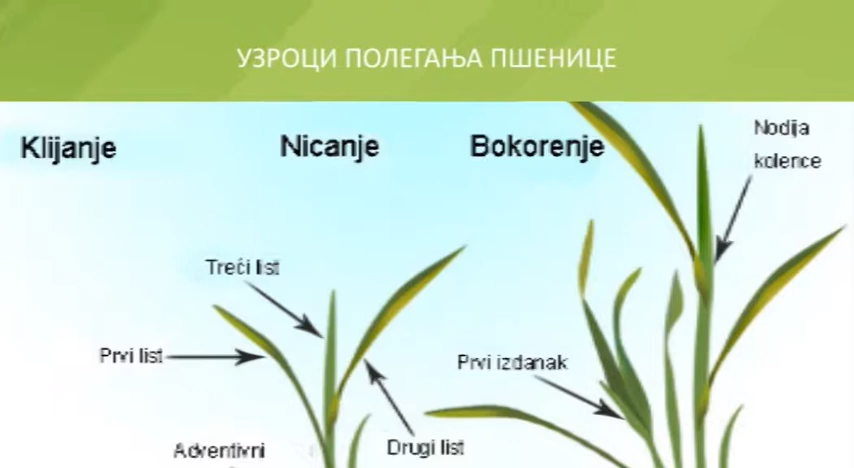 УЗРОЦИ ПОЛЕГАЊА ПШЕНИЦЕ
Klijanje
Nicanje
Bokorenje
Nodija
kolence
Treći list
Prvi list
Prvi izdanak
Drugi list
Adventivni